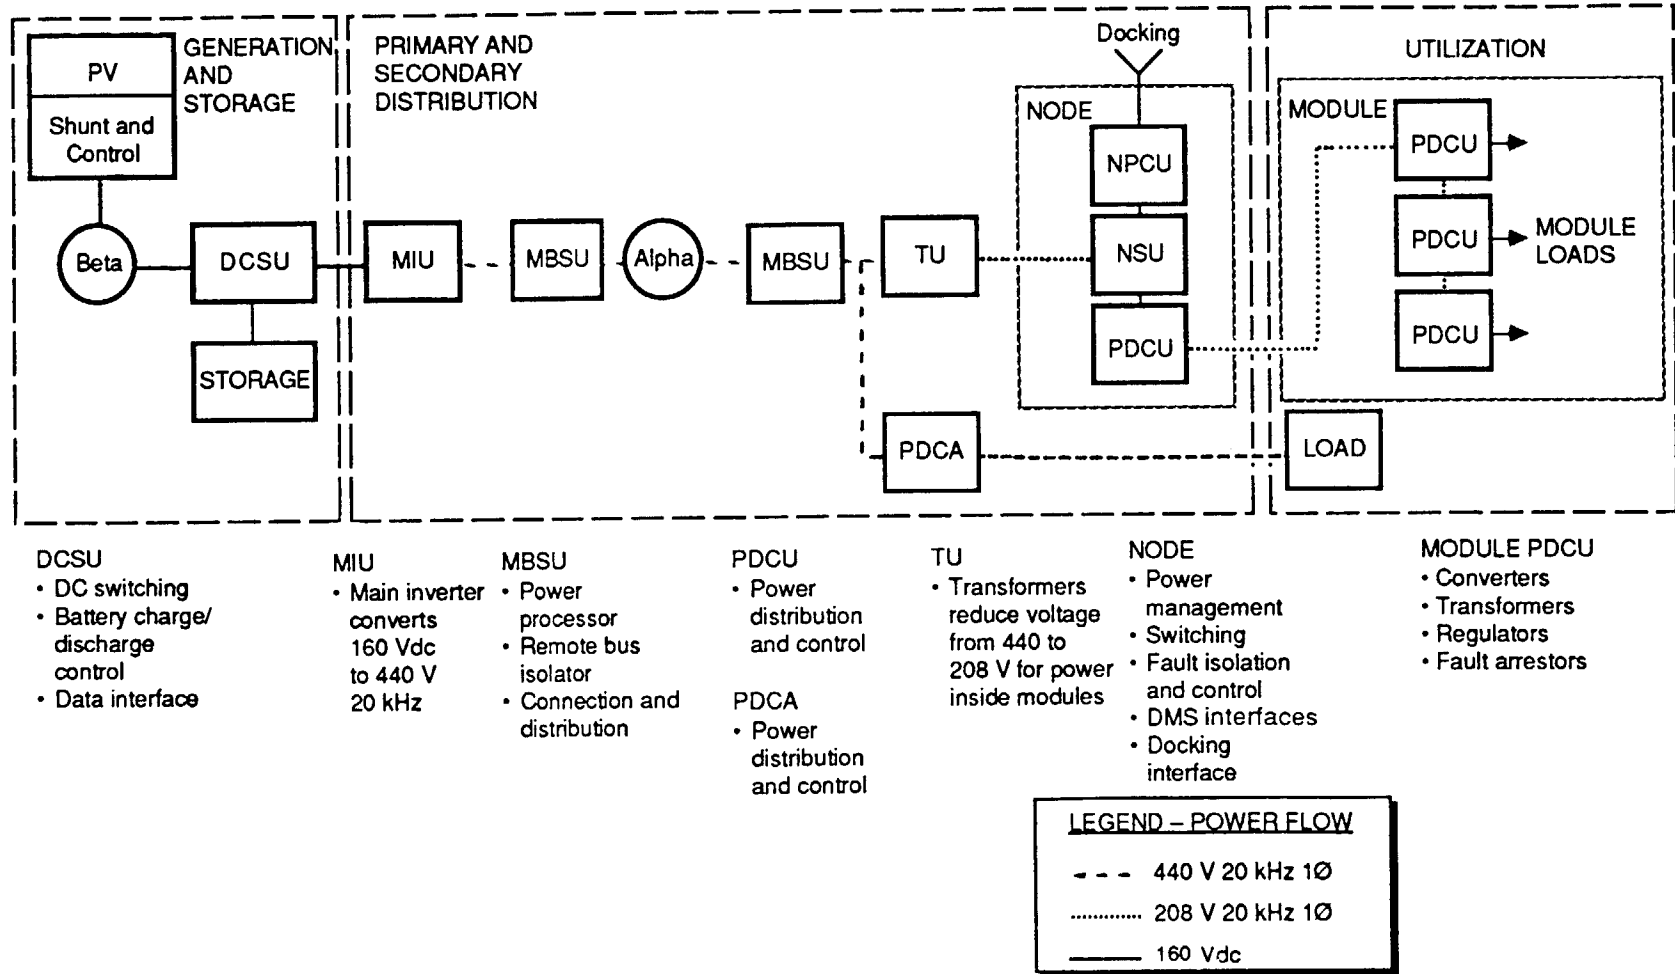 GENERATION
AND
STORAGE
PV
Shunt and
Control
Beta
DCSU
STORAGE
PRIMARY AND
SECONDARY
DISTRIBUTION
MIU
MBSU
Alpha
MBSU
TU
PDCA
Docking
NODE
NPCU
NSU
PDCU
UTILIZATION
MODULE
PDCU
PDCU
MODULE
LOADS
PDCU
LOAD
DCSU
• DC switching
• Battery charge/
discharge
control
• Data interface
MIU
• Main inverter
converts
160 Vdc
to 440 V
20 kHz
MBSU
• Power
processor
• Remote bus
isolator
• Connection and
distribution
PDCU
• Power
distribution
and control
PDCA
• Power
distribution
and control
TU
• Transformers
reduce voltage
from 440 to
208 V for power
inside modules
NODE
• Power
management
• Switching
• Fault isolation
and control
• DMS interfaces
• Docking
interface
MODULE PDCU
• Converters
• Transformers
• Regulators
• Fault arrestors
LEGEND – POWER FLOW
440 V 20 kHz 1Ø
208 V 20 kHz 1Ø
160 Vdc